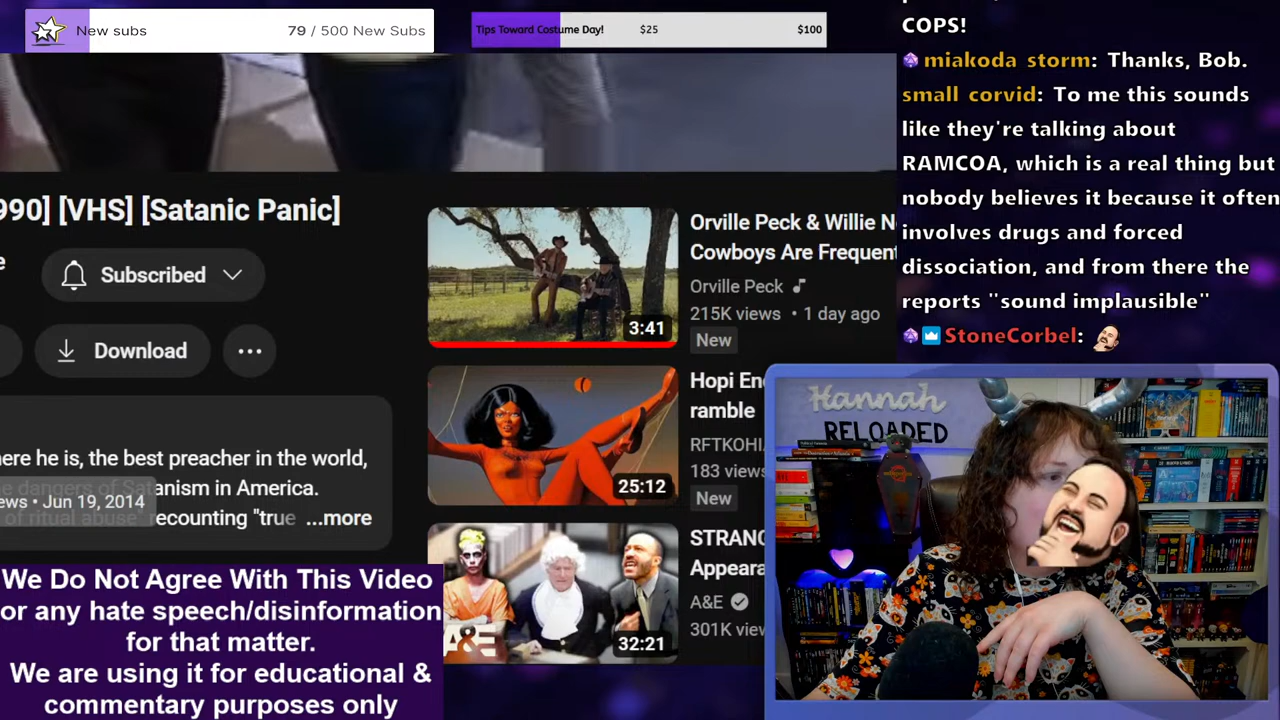 New subs
79 / 500 New Subs
Tips Toward Costume Day!
$25
$100
990] [VHS] [Satanic Panic]
Subscribed
Download
...
here he is, the best preacher in the world,
dangers of Satanism in America.
ews • Jun 19, 2014
of ritual abuse" recounting "true
...more
We Do Not Agree With This Video
or any hate speech/disinformation
for that matter.
We are using it for educational &
commentary purposes only
3:41
Orville Peck & Willie N
Cowboys Are Frequent
Orville Peck
215K views • 1 day ago
New
25:12
Hopi En
ramble
RFTKOHI
183 views
New
A&E
32:21
STRANG
Appeara
A&E
301K view
COPS!
miakoda storm: Thanks, Bob.
small corvid: To me this sounds
like they're talking about
RAMCOA, which is a real thing but
nobody believes it because it often
involves drugs and forced
dissociation, and from there the
reports "sound implausible"
StoneCorbel:
Hannah
RELOADED